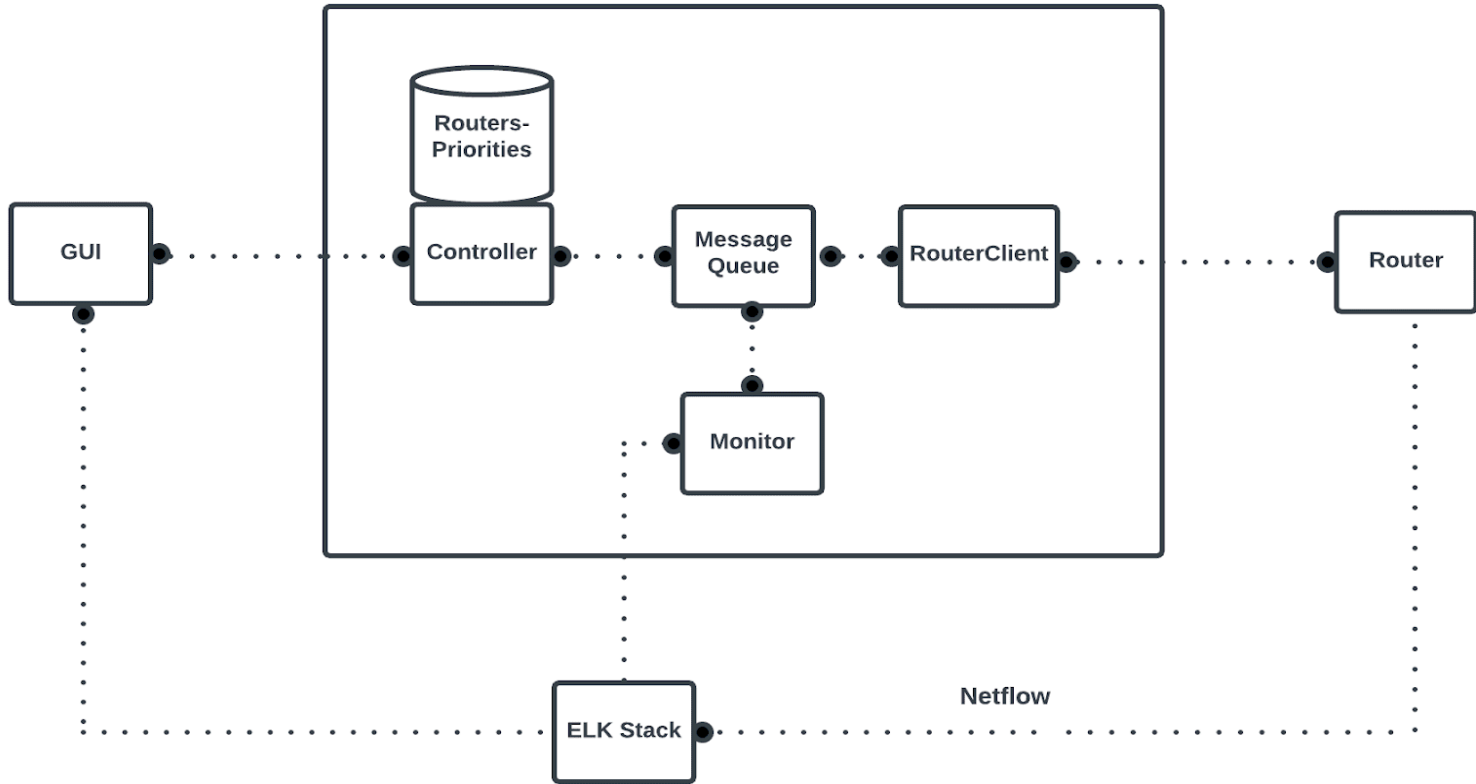 Routers-
Priorities
GUI
Controller
Message
Queue
RouterClient
Router
Monitor
Netflow
ELK Stack